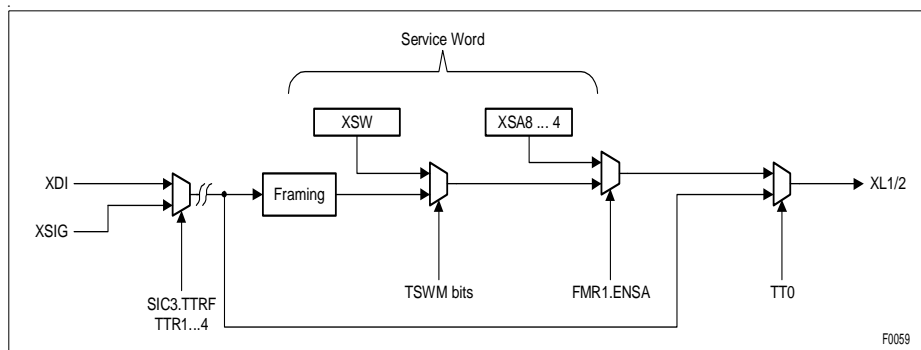 Service Word
XSW
XSA8 ... 4
XDI
Framing
XL1/2
XSIG
SIC3.TTRF
TTR1...4
TSWM bits
FMR1.ENSA
TT0
F0059